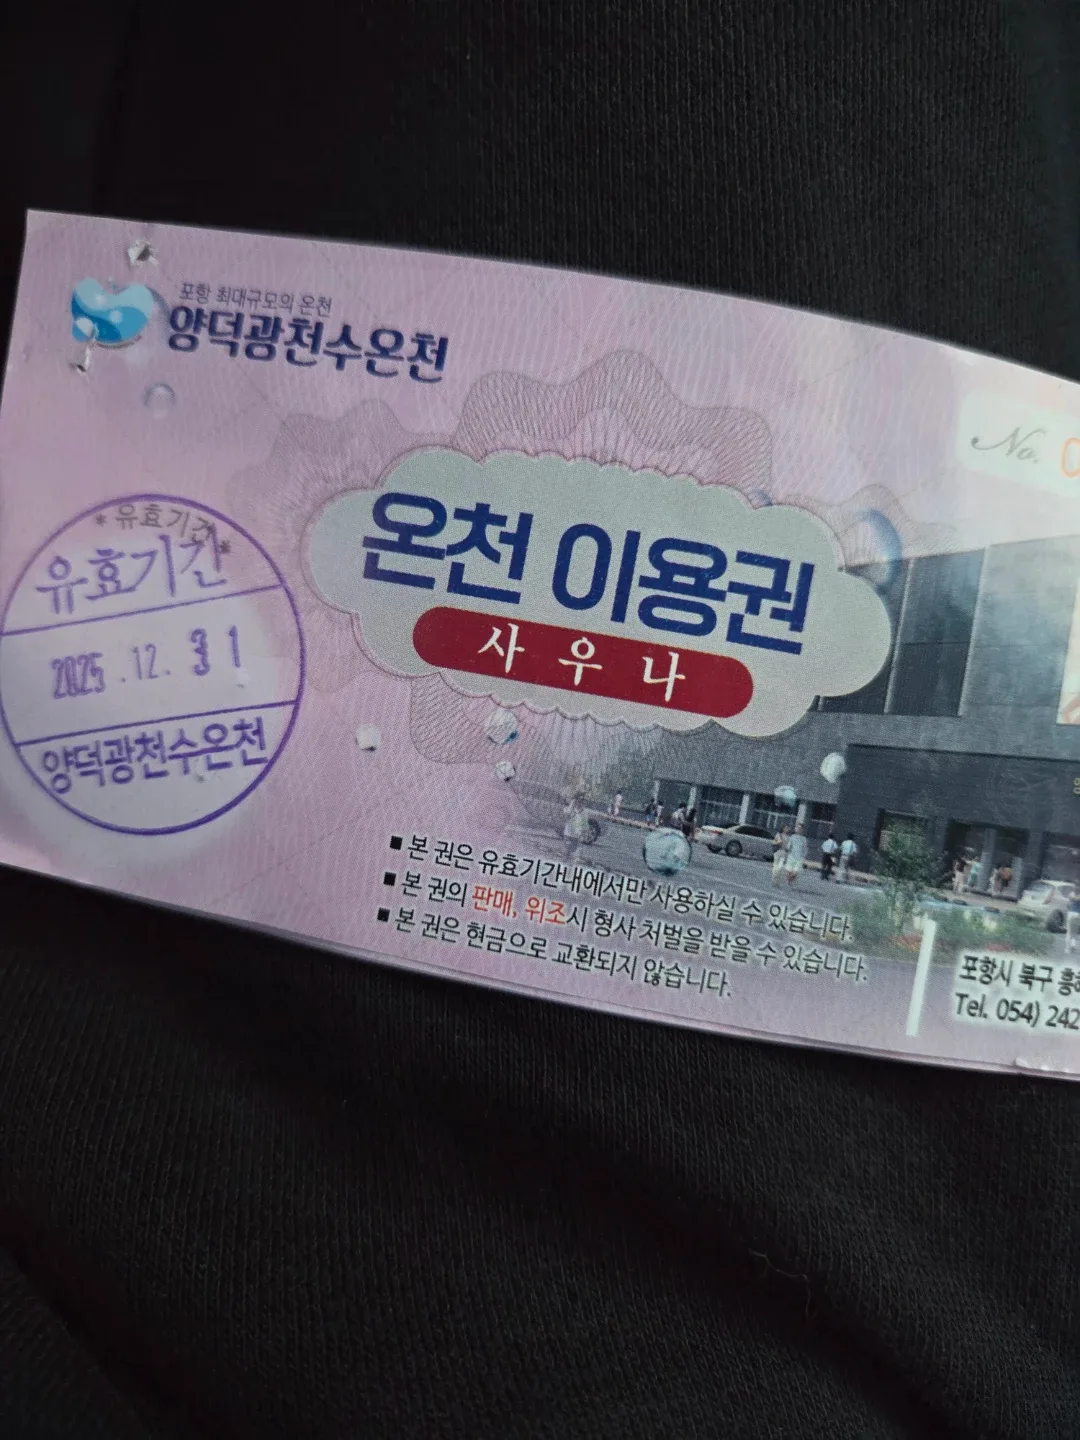 포항 최대규모의 온천
양덕광천수온천
No. 0
온천 이용권
사우나
* 유효기간 *
유효기간
2025.12.31
양덕광천수온천
■ 본 권은 유효기간내에서만 사용하실 수 있습니다.
■ 본 권의 판매, 위조시 형사 처벌을 받을 수 있습니다.
■ 본 권은 현금으로 교환되지 않습니다.
포항시 북구 흥해
Tel. 054) 242